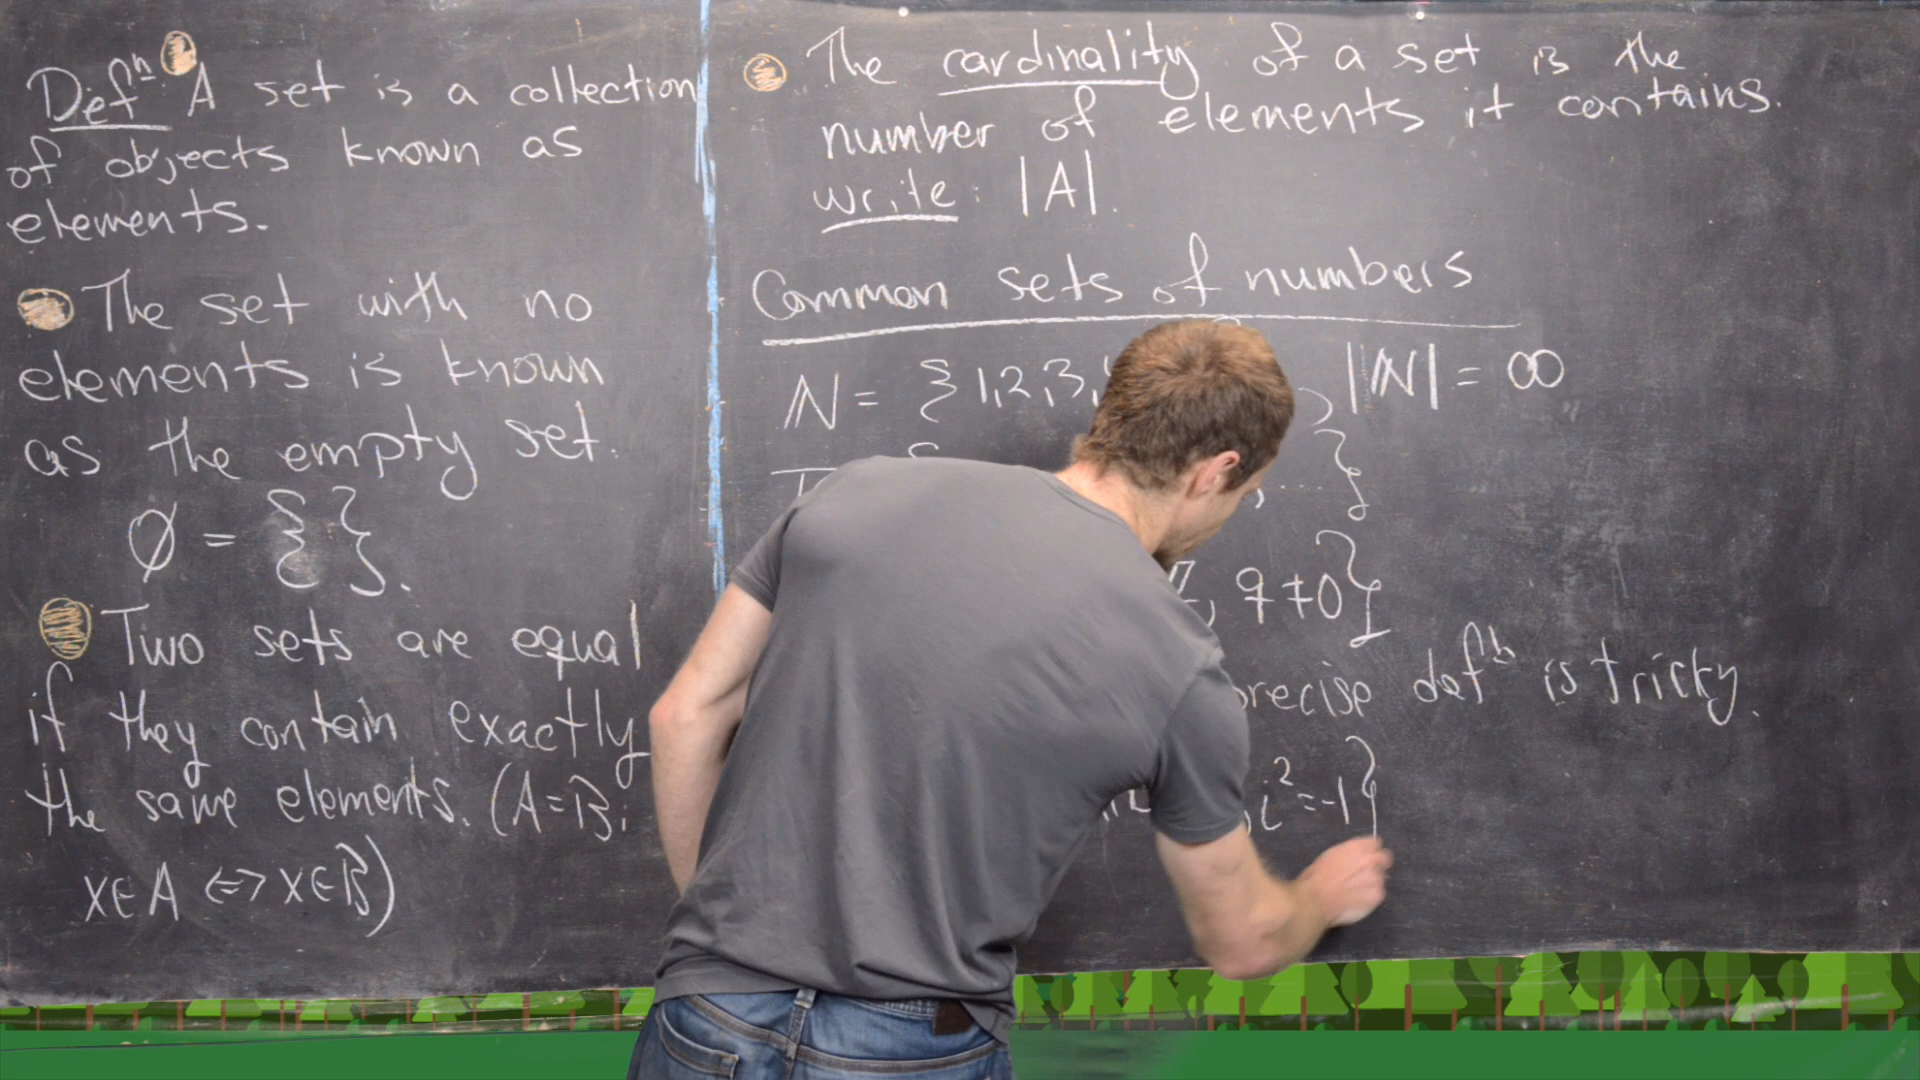 Defⁿ A set is a collection
of objects known as
elements.
The set with no
elements is known
as the empty set.
∅ = { }.
Two sets are equal
if they contain exactly
the same elements. (A=B;
x∈A ⟺ x∈B)
The cardinality of a set is the
number of elements it contains.
write: |A|.
Common sets of numbers
ℕ = {1,2,3, |ℕ| = ∞
{ , ... }
, q≠0}
precise defⁿ is tricky.
, i²=-1}